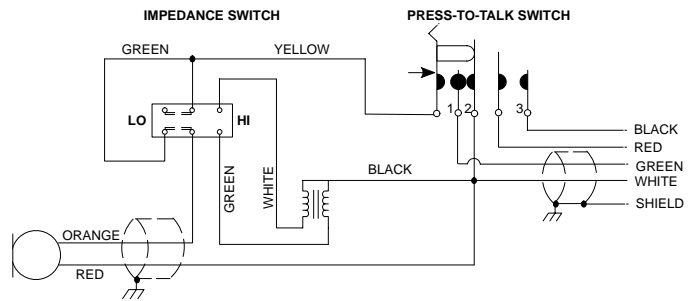 IMPEDANCE SWITCH
PRESS-TO-TALK SWITCH
GREEN
YELLOW
LO
HI
1
2
3
BLACK
RED
GREEN
WHITE
SHIELD
BLACK
GREEN
WHITE
ORANGE
RED